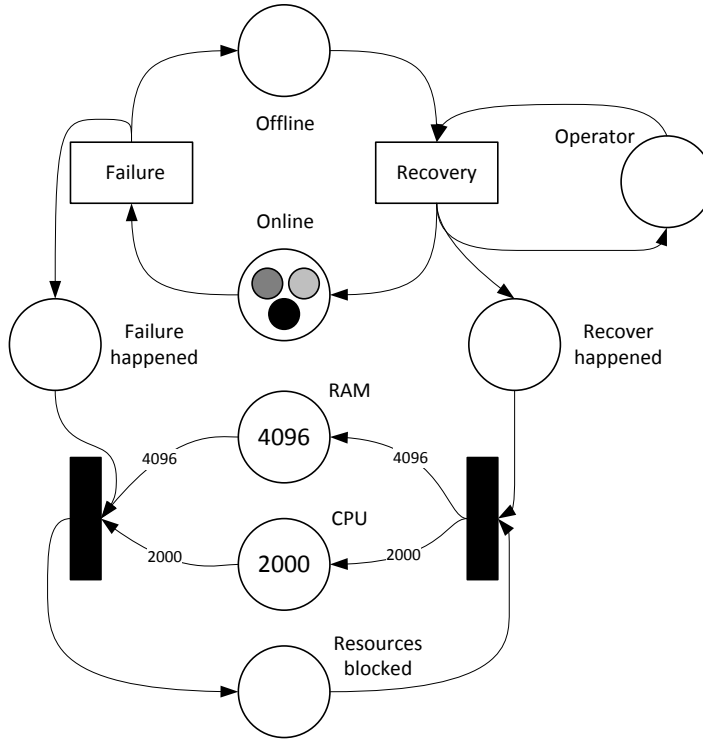 Offline
Operator
Failure
Recovery
Online
Failure
happened
Recover
happened
RAM
4096
4096
4096
CPU
2000
2000
2000
Resources
blocked